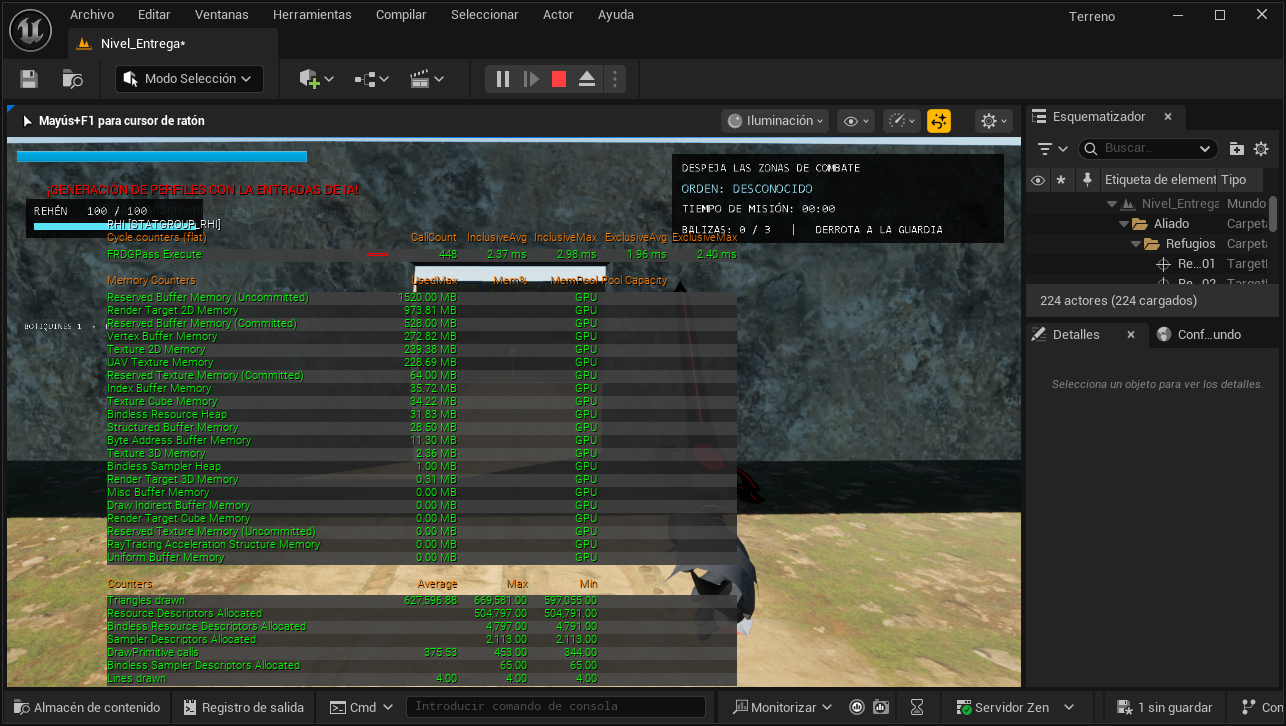 Archivo Editar Ventanas Herramientas Compilar Seleccionar Actor Ayuda
Terreno
Nivel_Entrega*
Modo Selección
Mayús+F1 para cursor de ratón
Iluminación
¡GENERACIÓN DE PERFILES CON LA ENTRADAS DE IA!
REHÉN 100 / 100
DESPEJA LAS ZONAS DE COMBATE
ORDEN: DESCONOCIDO
TIEMPO DE MISIÓN: 00:00
BALIZAS: 0 / 3 | DERROTA A LA GUARDIA
BOTIQUINES 1
RHI [STATGROUP_RHI]
Cycle counters (flat) CallCount InclusiveAvg InclusiveMax ExclusiveAvg ExclusiveMax
FRDGPass Execute 448 2.37 ms 2.98 ms 1.96 ms 2.40 ms
Memory Counters UsedMax Mem% MemPool Pool Capacity
Reserved Buffer Memory (Uncommitted) 1520.00 MB GPU
Render Target 2D Memory 973.81 MB GPU
Reserved Buffer Memory (Committed) 528.00 MB GPU
Vertex Buffer Memory 272.82 MB GPU
Texture 2D Memory 239.38 MB GPU
UAV Texture Memory 228.69 MB GPU
Reserved Texture Memory (Committed) 64.00 MB GPU
Index Buffer Memory 35.72 MB GPU
Texture Cube Memory 34.22 MB GPU
Bindless Resource Heap 31.83 MB GPU
Structured Buffer Memory 28.50 MB GPU
Byte Address Buffer Memory 11.30 MB GPU
Texture 3D Memory 2.36 MB GPU
Bindless Sampler Heap 1.00 MB GPU
Render Target 3D Memory 0.31 MB GPU
Misc Buffer Memory 0.00 MB GPU
Draw Indirect Buffer Memory 0.00 MB GPU
Render Target Cube Memory 0.00 MB GPU
Reserved Texture Memory (Uncommitted) 0.00 MB GPU
RayTracing Acceleration Structure Memory 0.00 MB GPU
Uniform Buffer Memory 0.00 MB GPU
Counters Average Max Min
Triangles drawn 627,596.88 669,581.00 597,055.00
Resource Descriptors Allocated 504,797.00 504,791.00
Bindless Resource Descriptors Allocated 4,797.00 4,791.00
Sampler Descriptors Allocated 2,113.00 2,113.00
DrawPrimitive calls 375.53 453.00 344.00
Bindless Sampler Descriptors Allocated 65.00 65.00
Lines drawn 4.00 4.00 4.00
Esquematizador
Buscar..
Etiqueta de element Tipo
Nivel_Entrega Mundo
Aliado Carpeta
Refugios Carpeta
Re...01 TargetI
Re...02 TargetI
224 actores (224 cargados)
Detalles Conf...undo
Selecciona un objeto para ver los detalles.
Almacén de contenido Registro de salida Cmd Introducir comando de consola Monitorizar Servidor Zen 1 sin guardar Con